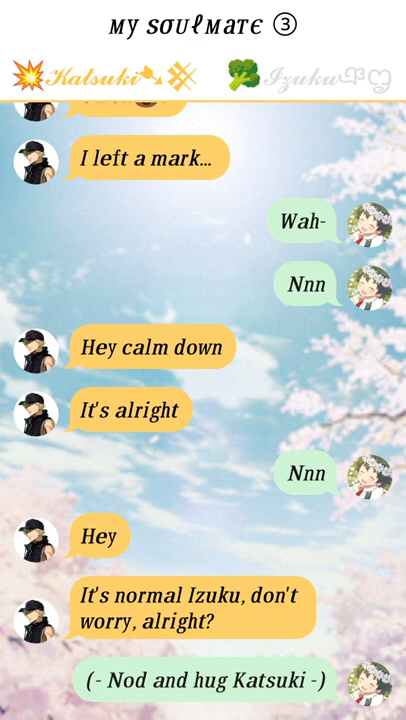 my soulmate ③
💥Katsuki
🥦Izuku
I left a mark...
Wah-
Nnn
Hey calm down
It's alright
Nnn
Hey
It's normal Izuku, don't
worry, alright?
(- Nod and hug Katsuki -)